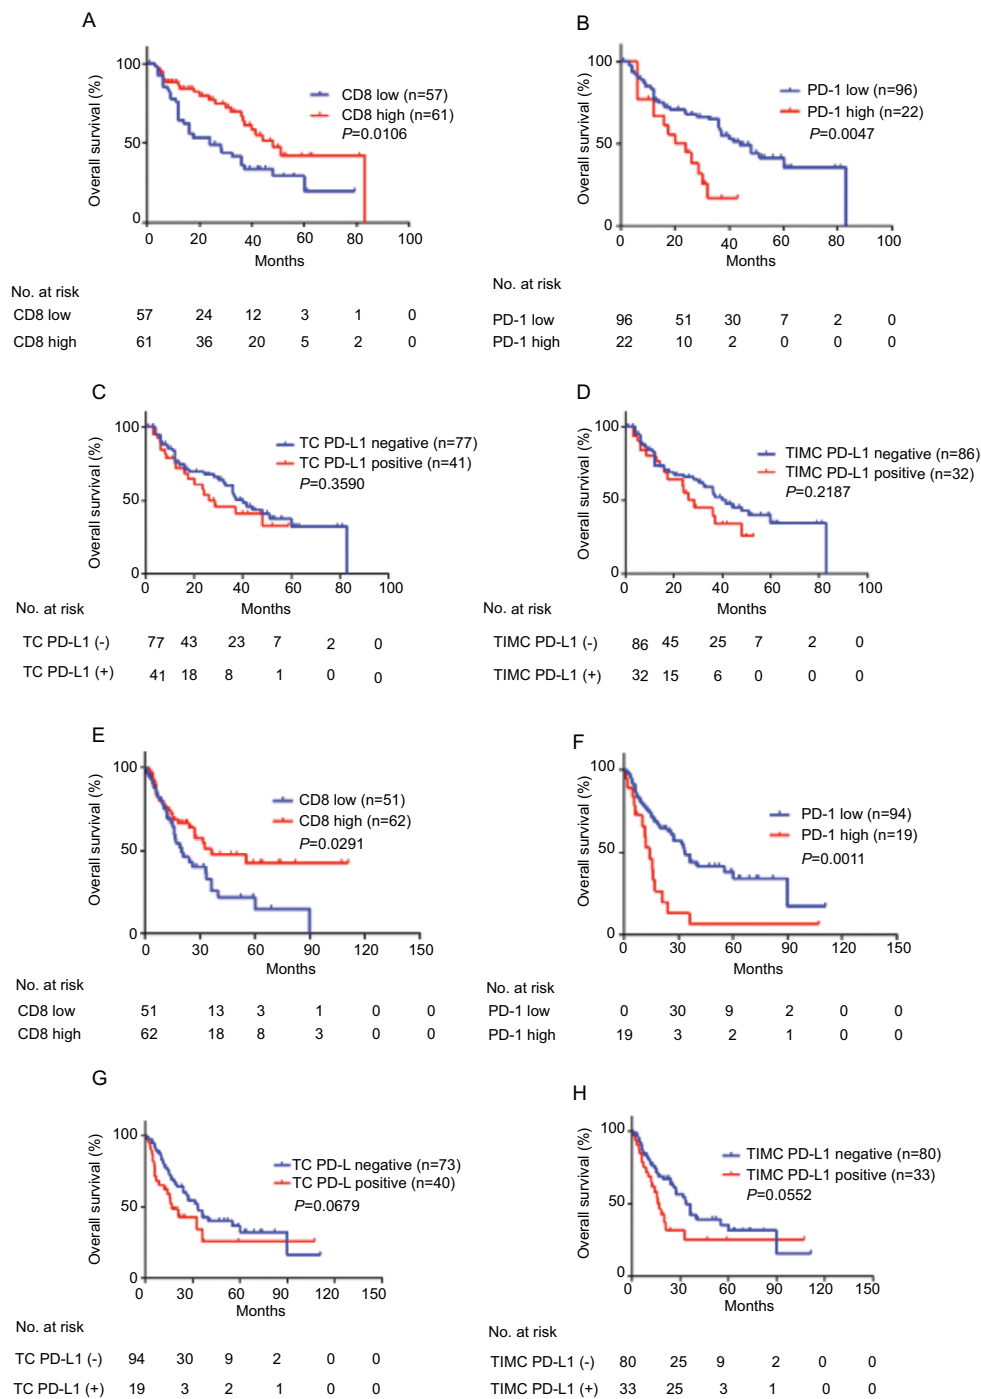 A
Overall survival (%)
100
50
0
CD8 low (n=57)
CD8 high (n=61)
P=0.0106
0 20 40 60 80 100
Months
No. at risk
CD8 low 57 24 12 3 1 0
CD8 high 61 36 20 5 2 0
B
Overall survival (%)
100
50
0
PD-1 low (n=96)
PD-1 high (n=22)
P=0.0047
0 20 40 60 80 100
Months
No. at risk
PD-1 low 96 51 30 7 2 0
PD-1 high 22 10 2 0 0 0
C
Overall survival (%)
100
50
0
TC PD-L1 negative (n=77)
TC PD-L1 positive (n=41)
P=0.3590
0 20 40 60 80 100
Months
No. at risk
TC PD-L1 (-) 77 43 23 7 2 0
TC PD-L1 (+) 41 18 8 1 0 0
D
Overall survival (%)
100
50
0
TIMC PD-L1 negative (n=86)
TIMC PD-L1 positive (n=32)
P=0.2187
0 20 40 60 80 100
Months
No. at risk
TIMC PD-L1 (-) 86 45 25 7 2 0
TIMC PD-L1 (+) 32 15 6 0 0 0
E
Overall survival (%)
100
50
0
CD8 low (n=51)
CD8 high (n=62)
P=0.0291
0 30 60 90 120 150
Months
No. at risk
CD8 low 51 13 3 1 0 0
CD8 high 62 18 8 3 0 0
F
Overall survival (%)
100
50
0
PD-1 low (n=94)
PD-1 high (n=19)
P=0.0011
0 30 60 90 120 150
Months
No. at risk
PD-1 low 0 30 9 2 0 0
PD-1 high 19 3 2 1 0 0
G
Overall survival (%)
100
50
0
TC PD-L negative (n=73)
TC PD-L positive (n=40)
P=0.0679
0 30 60 90 120 150
Months
No. at risk
TC PD-L1 (-) 94 30 9 2 0 0
TC PD-L1 (+) 19 3 2 1 0 0
H
Overall survival (%)
100
50
0
TIMC PD-L1 negative (n=80)
TIMC PD-L1 positive (n=33)
P=0.0552
0 30 60 90 120 150
Months
No. at risk
TIMC PD-L1 (-) 80 25 9 2 0 0
TIMC PD-L1 (+) 33 25 3 1 0 0